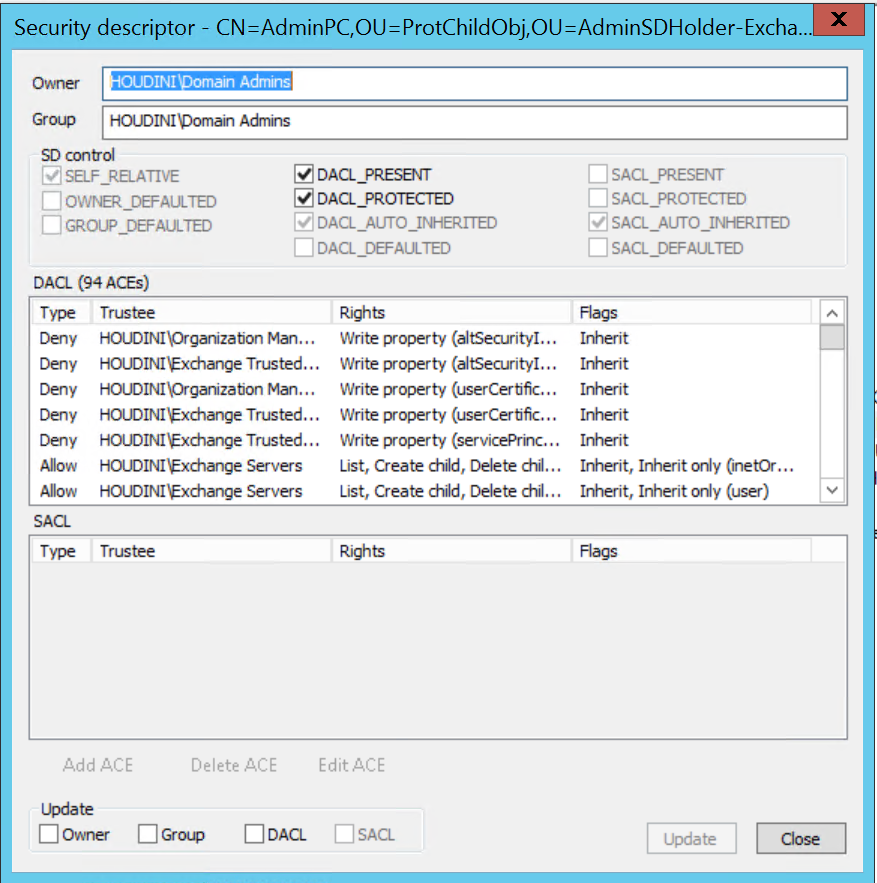 Security descriptor - CN=AdminPC,OU=ProtChildObj,OU=AdminSDHolder-Excha... X
Owner HOUDINI\Domain Admins
Group HOUDINI\Domain Admins
SD control
SELF_RELATIVE DACL_PRESENT SACL_PRESENT
OWNER_DEFAULTED DACL_PROTECTED SACL_PROTECTED
GROUP_DEFAULTED DACL_AUTO_INHERITED SACL_AUTO_INHERITED
DACL_DEFAULTED SACL_DEFAULTED
DACL (94 ACEs)
Type Trustee Rights Flags
Deny HOUDINI\Organization Man... Write property (altSecurityI... Inherit
Deny HOUDINI\Exchange Trusted... Write property (altSecurityI... Inherit
Deny HOUDINI\Organization Man... Write property (userCertific... Inherit
Deny HOUDINI\Exchange Trusted... Write property (userCertific... Inherit
Deny HOUDINI\Exchange Trusted... Write property (servicePrinc... Inherit
Allow HOUDINI\Exchange Servers List, Create child, Delete chil... Inherit, Inherit only (inetOr...
Allow HOUDINI\Exchange Servers List, Create child, Delete chil... Inherit, Inherit only (user)
SACL
Type Trustee Rights Flags
Add ACE Delete ACE Edit ACE
Update
Owner Group DACL SACL Update Close